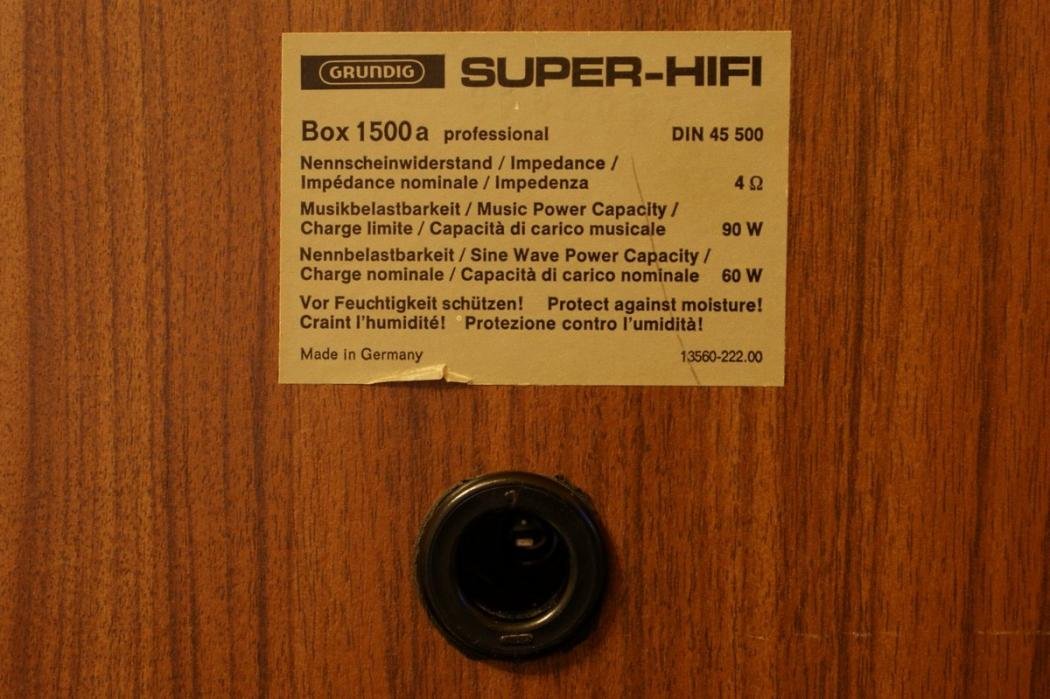 GRUNDIG SUPER-HIFI
Box 1500a professional DIN 45 500
Nennscheinwiderstand / Impedance /
Impédance nominale / Impedenza 4 Ω
Musikbelastbarkeit / Music Power Capacity /
Charge limite / Capacità di carico musicale 90 W
Nennbelastbarkeit / Sine Wave Power Capacity /
Charge nominale / Capacità di carico nominale 60 W
Vor Feuchtigkeit schützen! Protect against moisture!
Craint l'humidité! Protezione contro l'umidità!
Made in Germany 13560-222.00